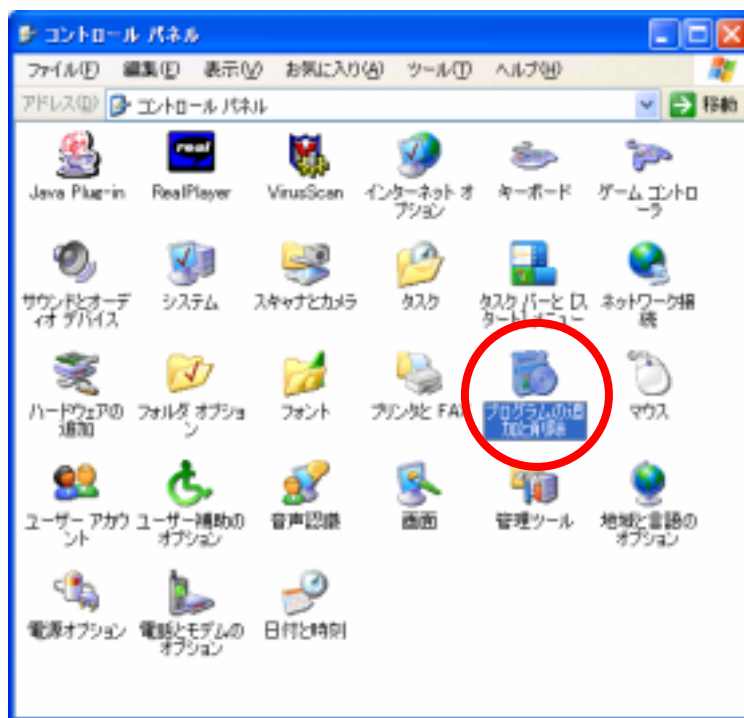 コントロール パネル
ファイル(F) 編集(E) 表示(V) お気に入り(A) ツール(T) ヘルプ(H)
アドレス(D) コントロール パネル 移動
real
Java Plug-in RealPlayer VirusScan インターネット オ キーボード ゲーム コントロ
プション ーラ
サウンドとオーデ システム スキャナとカメラ タスク タスク バーと [ス ネットワーク接
ィオ デバイス タート] メニュー 続
ハードウェアの フォルダ オプショ フォント プリンタと FAX プログラムの追 マウス
追加 ン 加と削除
ユーザー アカウ ユーザー補助の 音声認識 画面 管理ツール 地域と言語の
ント オプション オプション
電源オプション 電話とモデムの 日付と時刻
オプション